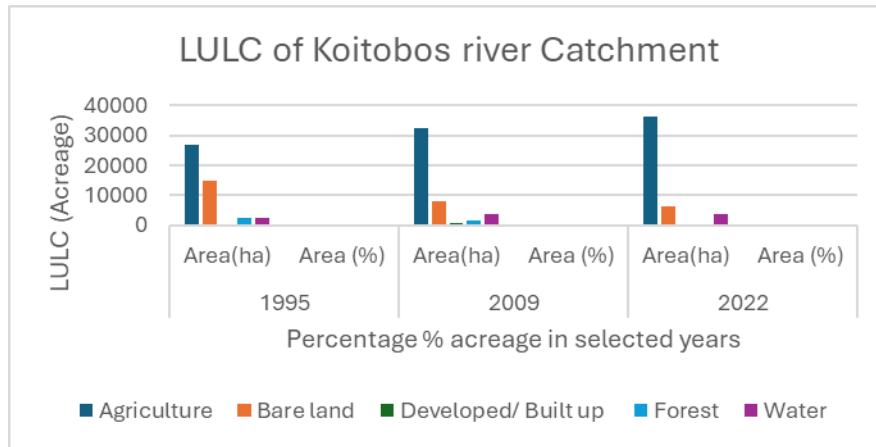 LULC of Koitobos river Catchment
LULC (Acreage)
40000
30000
20000
10000
0
Area(ha) Area (%) Area(ha) Area (%) Area(ha) Area (%)
1995 2009 2022
Percentage % acreage in selected years
Agriculture Bare land Developed/ Built up Forest Water